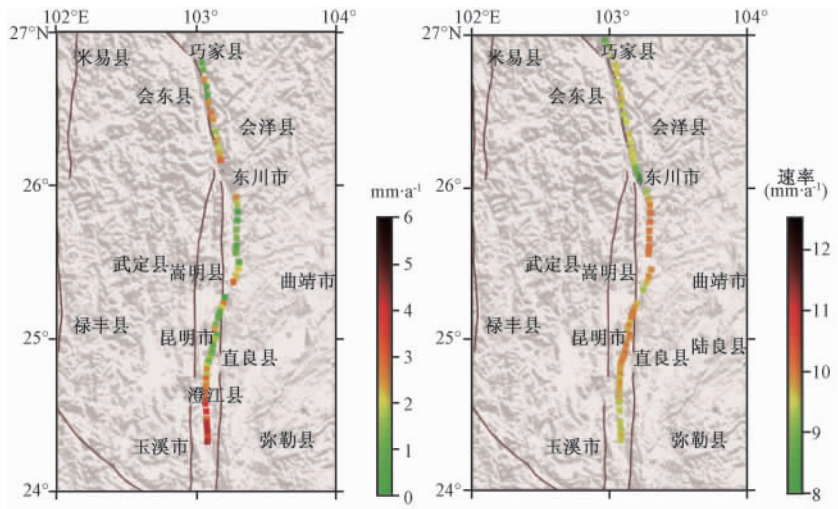 102°E
103°
104°
27°N
米易县
巧家县
会东县
会泽县
26°
东川市
武定县
嵩明县
曲靖市
25°
禄丰县
昆明市
直良县
澄江县
玉溪市
弥勒县
24°
mm·a⁻¹
6
5
4
3
2
1
0
102°E
103°
104°
27°N
米易县
巧家县
会东县
会泽县
26°
东川市
武定县
嵩明县
曲靖市
25°
禄丰县
昆明市
直良县
陆良县
玉溪市
弥勒县
24°
速率
(mm·a⁻¹)
12
11
10
9
8